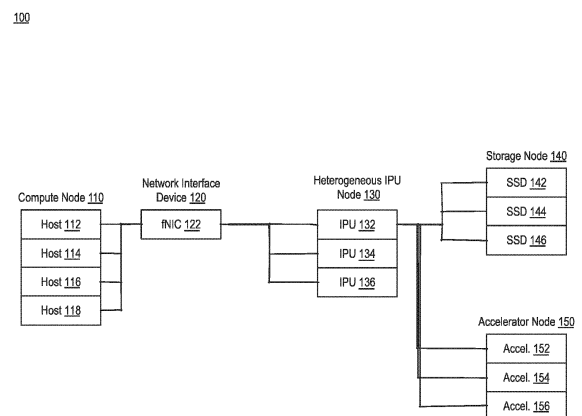 100
Storage Node 140
SSD 142
SSD 144
SSD 146
Heterogeneous IPU
Node 130
IPU 132
IPU 134
IPU 136
Network Interface
Device 120
fNIC 122
Compute Node 110
Host 112
Host 114
Host 116
Host 118
Accelerator Node 150
Accel. 152
Accel. 154
Accel. 156